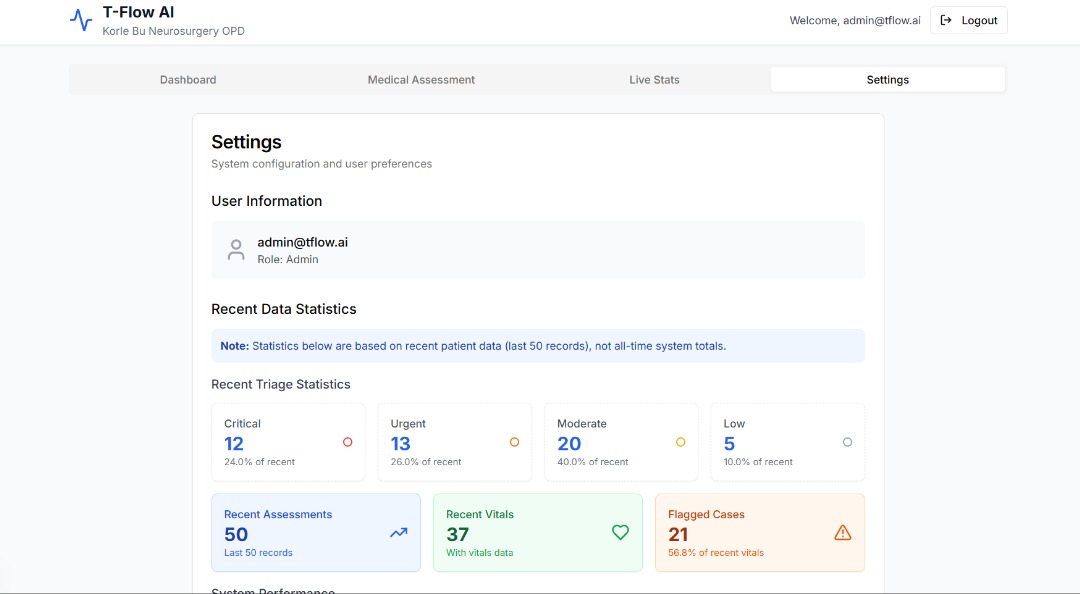 T-Flow AI
Korle Bu Neurosurgery OPD
Welcome, admin@tflow.ai
Logout
Dashboard
Medical Assessment
Live Stats
Settings
Settings
System configuration and user preferences
User Information
admin@tflow.ai
Role: Admin
Recent Data Statistics
Note: Statistics below are based on recent patient data (last 50 records), not all-time system totals.
Recent Triage Statistics
Critical
12
24.0% of recent
Urgent
13
26.0% of recent
Moderate
20
40.0% of recent
Low
5
10.0% of recent
Recent Assessments
50
Last 50 records
Recent Vitals
37
With vitals data
Flagged Cases
21
56.8% of recent vitals
System Performance